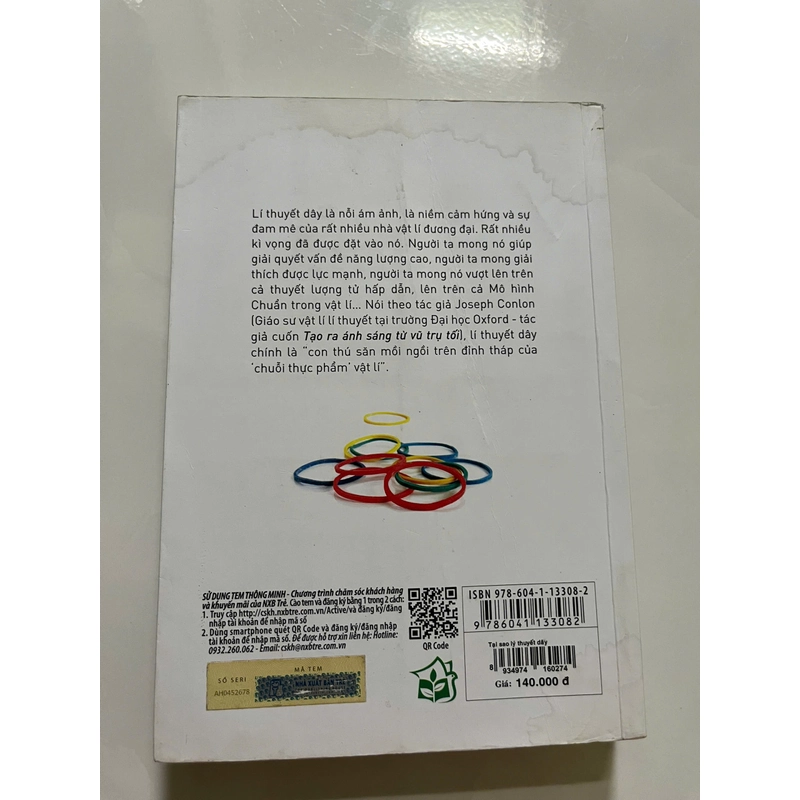 Lí thuyết dây là nỗi ám ảnh, là niềm cảm hứng và sự
đam mê của rất nhiều nhà vật lí đương đại. Rất nhiều
kì vọng đã được đặt vào nó. Người ta mong nó giúp
giải quyết vấn đề năng lượng cao, người ta mong giải
thích được lực mạnh, người ta mong nó vượt lên trên
cả thuyết lượng tử hấp dẫn, lên trên cả Mô hình
Chuẩn trong vật lí... Nói theo tác giả Joseph Conlon
(Giáo sư vật lí lí thuyết tại trường Đại học Oxford - tác
giả cuốn Tạo ra ánh sáng từ vũ trụ tối), lí thuyết dây
chính là "con thú săn mồi ngồi trên đỉnh tháp của
'chuỗi thực phẩm' vật lí".
SỬ DỤNG TEM THÔNG MINH - Chương trình chăm sóc khách hàng
và khuyến mãi của NXB Trẻ. Cào tem và đăng ký bằng 1 trong 2 cách:
1. Truy cập http://cskh.nxbtre.com.vn/Active/và đăng ký/đăng
nhập tài khoản để nhập mã số
2. Dùng smartphone quét QR Code và đăng ký/đăng nhập
tài khoản để nhập mã số. Để được hỗ trợ xin liên hệ: Hotline:
0932.260.062 - Email: cskh@nxbtre.com.vn
QR Code
SỐ SERI
AH0452678
MÃ TEM
NHÀ XUẤT BẢN TRẺ
ISBN 978-604-1-13308-2
9 786041 133082
Tại sao lý thuyết dây
8 934974 160274
Giá: 140.000 đ